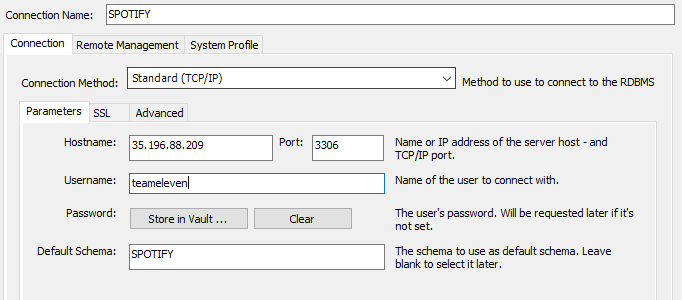 Connection Name: SPOTIFY
Connection Remote Management System Profile
Connection Method: Standard (TCP/IP) Method to use to connect to the RDBMS
Parameters SSL Advanced
Hostname: 35.196.88.209 Port: 3306 Name or IP address of the server host - and
TCP/IP port.
Username: teameleven Name of the user to connect with.
Password: Store in Vault ... Clear The user's password. Will be requested later if it's
not set.
Default Schema: SPOTIFY The schema to use as default schema. Leave
blank to select it later.